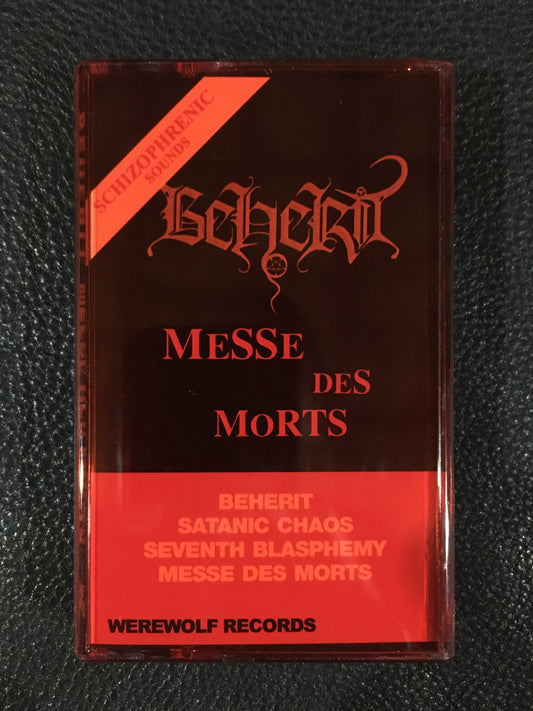 SCHIZOPHRENIC
SOUNDS
BEHERIT
MESSE
DES
MORTS
BEHERIT
SATANIC CHAOS
SEVENTH BLASPHEMY
MESSE DES MORTS
WEREWOLF RECORDS